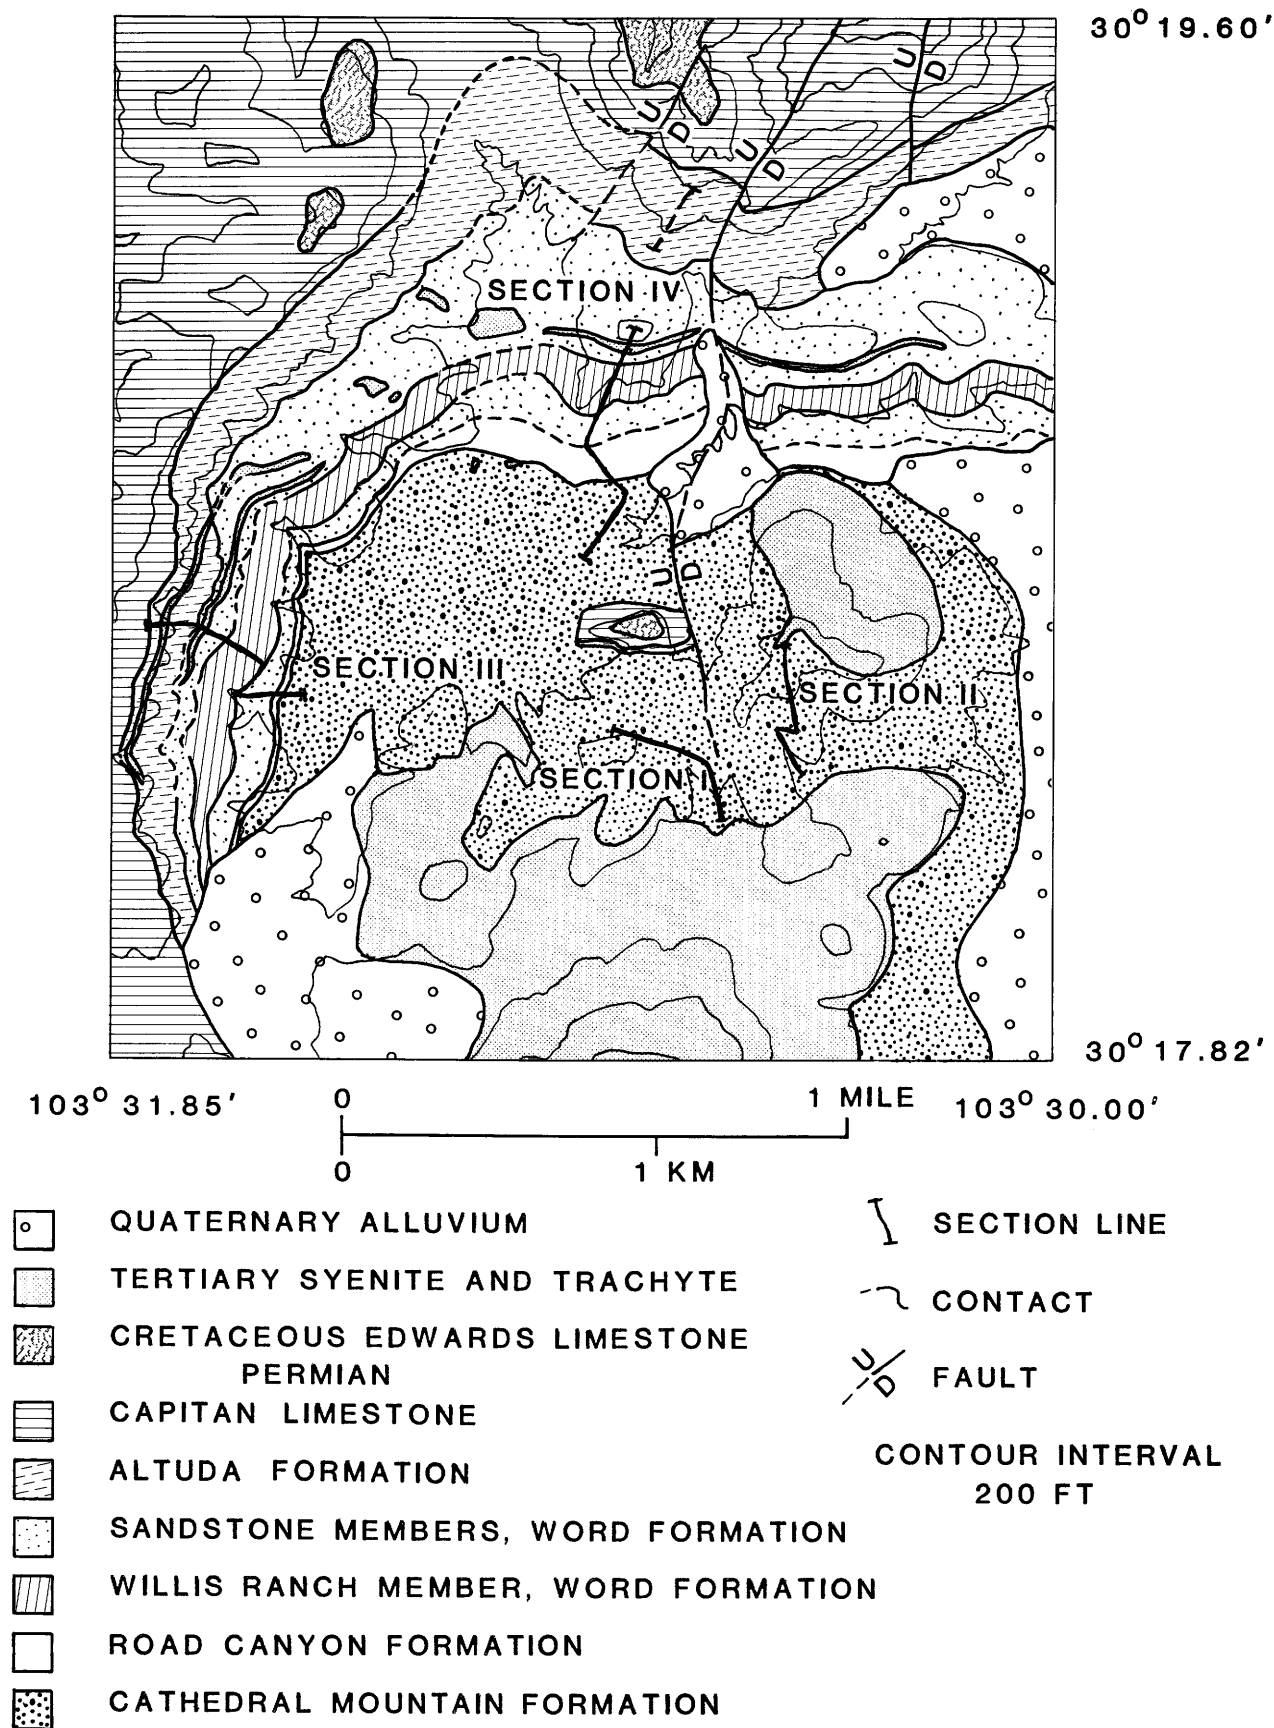 30° 19.60'
U
D
U
D
U
D
SECTION IV
U
D
SECTION III
SECTION II
SECTION I
30° 17.82'
103° 31.85'
0
1 MILE
103° 30.00'
0
1 KM
QUATERNARY ALLUVIUM
TERTIARY SYENITE AND TRACHYTE
CRETACEOUS EDWARDS LIMESTONE
PERMIAN
CAPITAN LIMESTONE
ALTUDA FORMATION
SANDSTONE MEMBERS, WORD FORMATION
WILLIS RANCH MEMBER, WORD FORMATION
ROAD CANYON FORMATION
CATHEDRAL MOUNTAIN FORMATION
SECTION LINE
CONTACT
U
D
FAULT
CONTOUR INTERVAL
200 FT